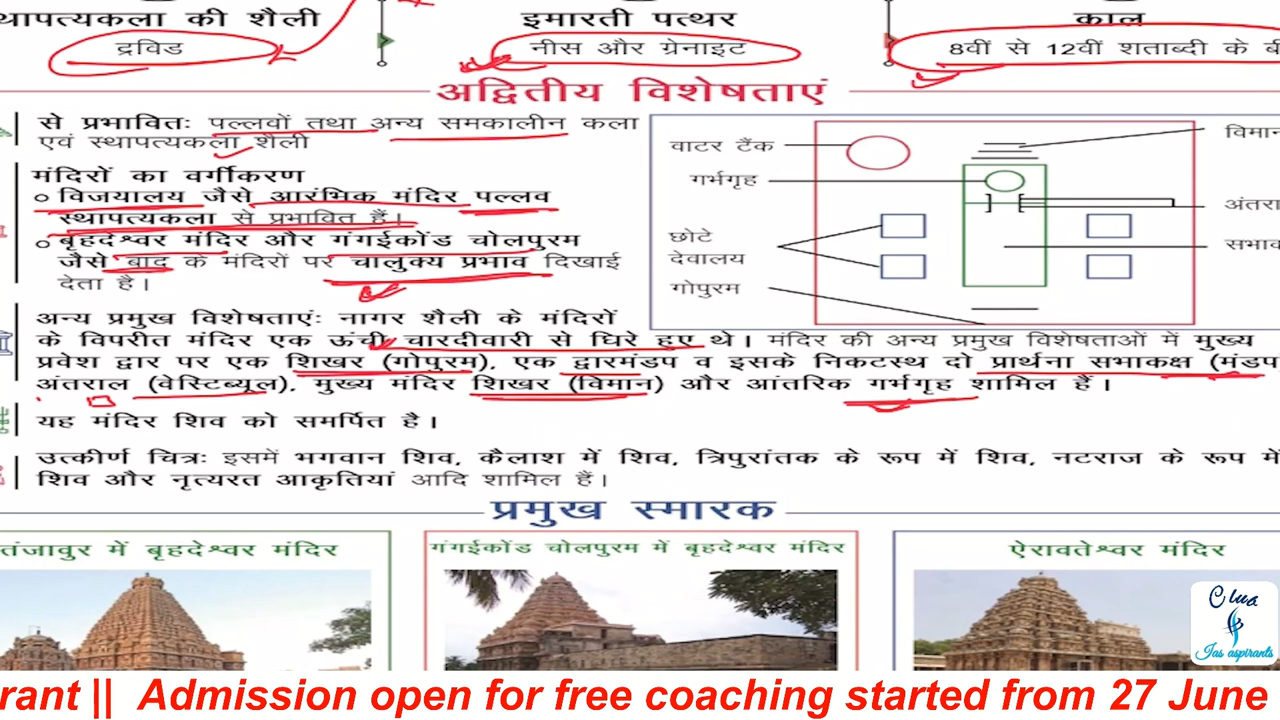 थापत्यकला की शैली
द्रविड
इमारती पत्थर
नीस और ग्रेनाइट
काल
8वीं से 12वीं शताब्दी के बी
अद्वितीय विशेषताएं
से प्रभावितः पल्लवों तथा अन्य समकालीन कला
एवं स्थापत्यकला शैली
मंदिरों का वर्गीकरण
विजयालय जैसे आरंभिक मंदिर पल्लव
स्थापत्यकला से प्रभावित हैं।
बृहदेश्वर मंदिर और गंगईकोंड चोलपुरम
जैसे बाद के मंदिरों पर चालुक्य प्रभाव दिखाई
देता है।
वाटर टैंक
गर्भगृह
छोटे
देवालय
गोपुरम
विमान
अंतरा
सभाक
अन्य प्रमुख विशेषताएंः नागर शैली के मंदिरों
के विपरीत मंदिर एक ऊंची चारदीवारी से घिरे हुए थे। मंदिर की अन्य प्रमुख विशेषताओं में मुख्य
प्रवेश द्वार पर एक शिखर (गोपुरम), एक द्वारमंडप व इसके निकटस्थ दो प्रार्थना सभाकक्ष (मंडप
अंतराल (वेस्टिब्यूल), मुख्य मंदिर शिखर (विमान) और आंतरिक गर्भगृह शामिल हैं।
यह मंदिर शिव को समर्पित है।
उत्कीर्ण चित्रः इसमें भगवान शिव, कैलाश में शिव, त्रिपुरांतक के रूप में शिव, नटराज के रूप में
शिव और नृत्यरत आकृतियां आदि शामिल हैं।
प्रमुख स्मारक
तंजावुर में बृहदेश्वर मंदिर
गंगईकोंड चोलपुरम में बृहदेश्वर मंदिर
ऐरावतेश्वर मंदिर
Ias aspirants
rant || Admission open for free coaching started from 27 June